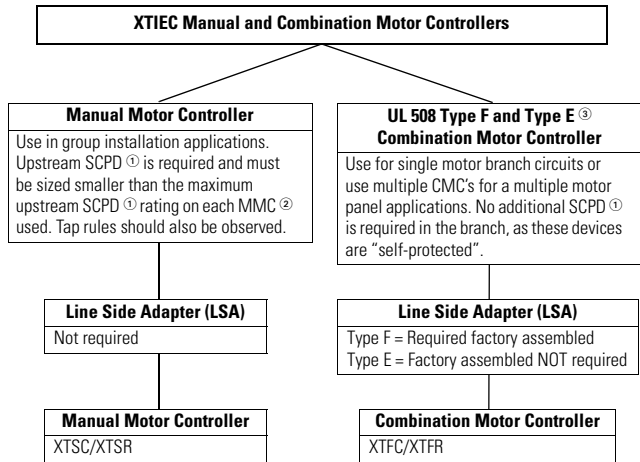 XTIEC Manual and Combination Motor Controllers
Manual Motor Controller
Use in group installation applications.
Upstream SCPD ① is required and must
be sized smaller than the maximum
upstream SCPD ① rating on each MMC ②
used. Tap rules should also be observed.
Line Side Adapter (LSA)
Not required
Manual Motor Controller
XTSC/XTSR
UL 508 Type F and Type E ③
Combination Motor Controller
Use for single motor branch circuits or
use multiple CMC's for a multiple motor
panel applications. No additional SCPD ①
is required in the branch, as these devices
are “self-protected”.
Line Side Adapter (LSA)
Type F = Required factory assembled
Type E = Factory assembled NOT required
Combination Motor Controller
XTFC/XTFR